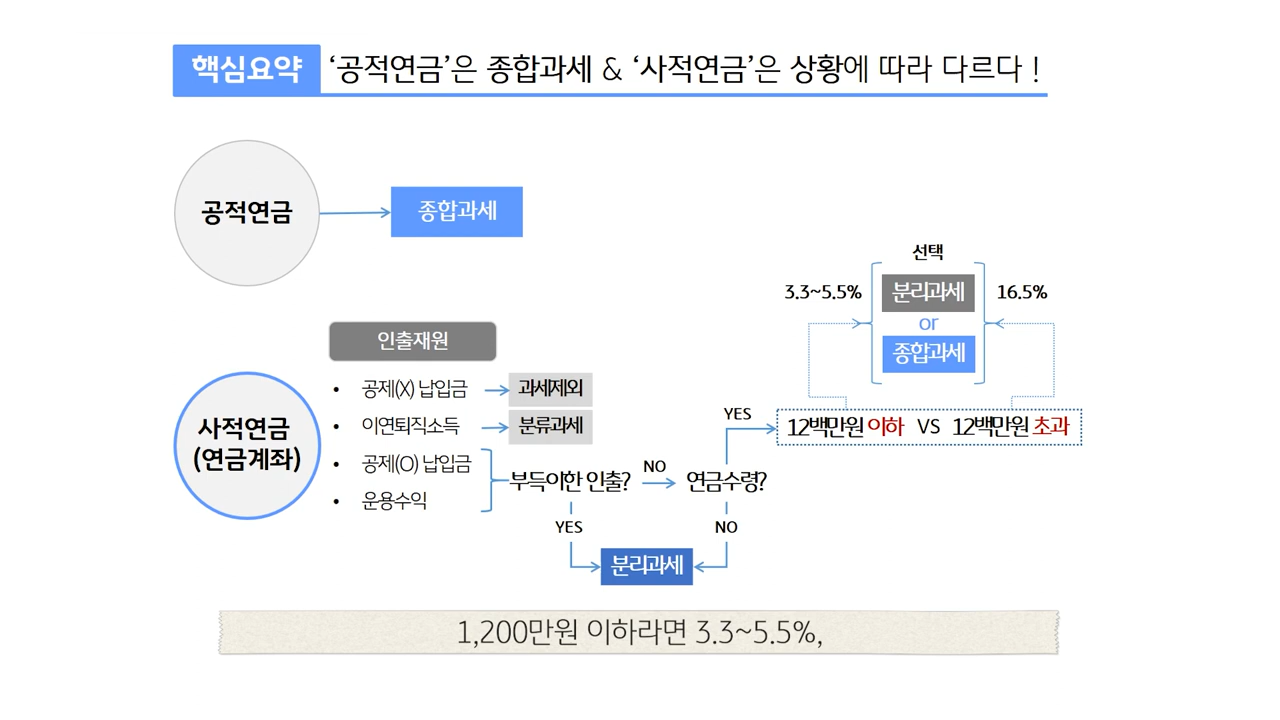 핵심요약 ‘공적연금’은 종합과세 & ‘사적연금’은 상황에 따라 다르다 !
공적연금
종합과세
선택
3.3~5.5%
분리과세
16.5%
or
종합과세
인출재원
사적연금
(연금계좌)
• 공제(X) 납입금
과세제외
• 이연퇴직소득
분류과세
• 공제(O) 납입금
• 운용수익
부득이한 인출?
NO
연금수령?
YES
12백만원 이하 VS 12백만원 초과
YES
NO
분리과세
1,200만원 이하라면 3.3~5.5%,